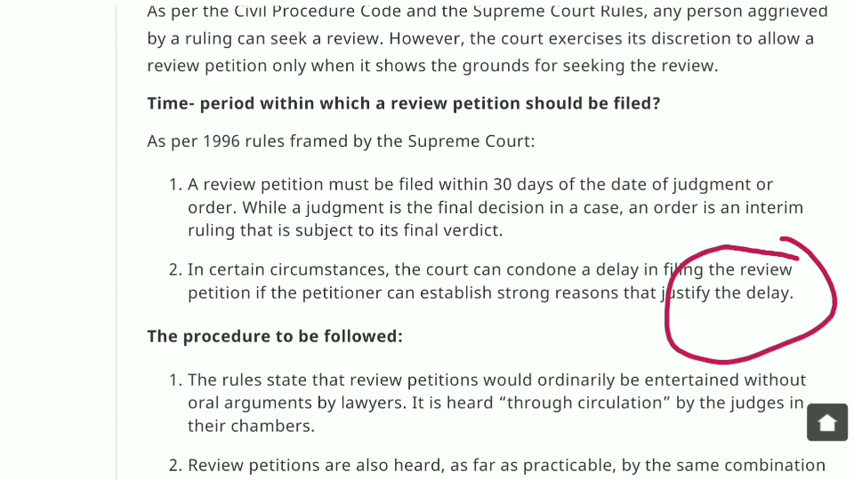 As per the Civil Procedure Code and the Supreme Court Rules, any person aggrieved
by a ruling can seek a review. However, the court exercises its discretion to allow a
review petition only when it shows the grounds for seeking the review.
Time- period within which a review petition should be filed?
As per 1996 rules framed by the Supreme Court:
1. A review petition must be filed within 30 days of the date of judgment or
order. While a judgment is the final decision in a case, an order is an interim
ruling that is subject to its final verdict.
2. In certain circumstances, the court can condone a delay in filing the review
petition if the petitioner can establish strong reasons that justify the delay.
The procedure to be followed:
1. The rules state that review petitions would ordinarily be entertained without
oral arguments by lawyers. It is heard “through circulation” by the judges in
their chambers.
2. Review petitions are also heard, as far as practicable, by the same combination